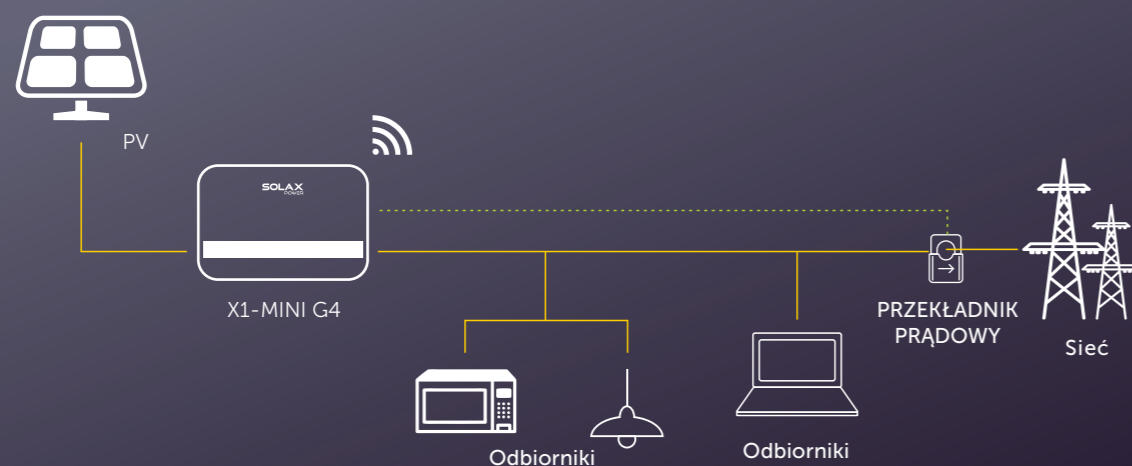 PV
SOLAX
POWER
X1-MINI G4
PRZEKŁADNIK
PRĄDOWY
Sieć
Odbiorniki
Odbiorniki